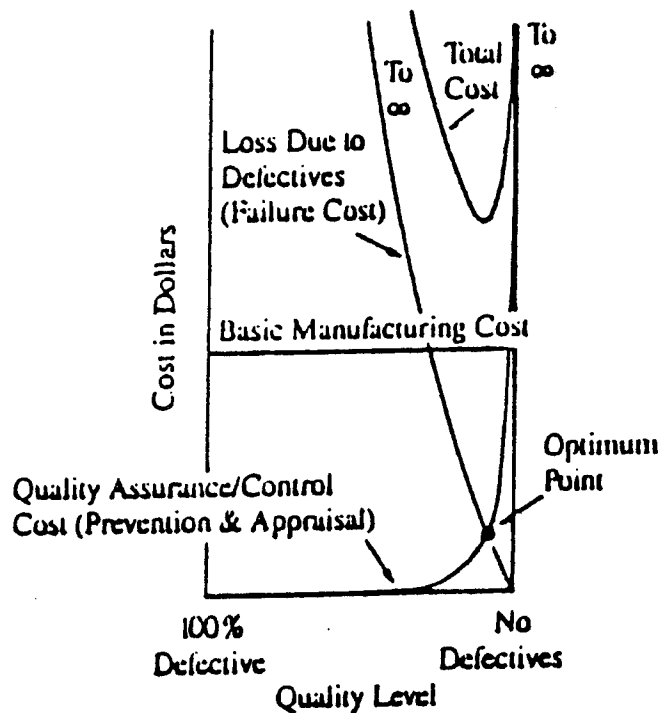 To
∞
Total
Cost
To
∞
Loss Due to
Defectives
(Failure Cost)
Cost in Dollars
Basic Manufacturing Cost
Optimum
Point
Quality Assurance/Control
Cost (Prevention & Appraisal)
100%
Defective
No
Defectives
Quality Level